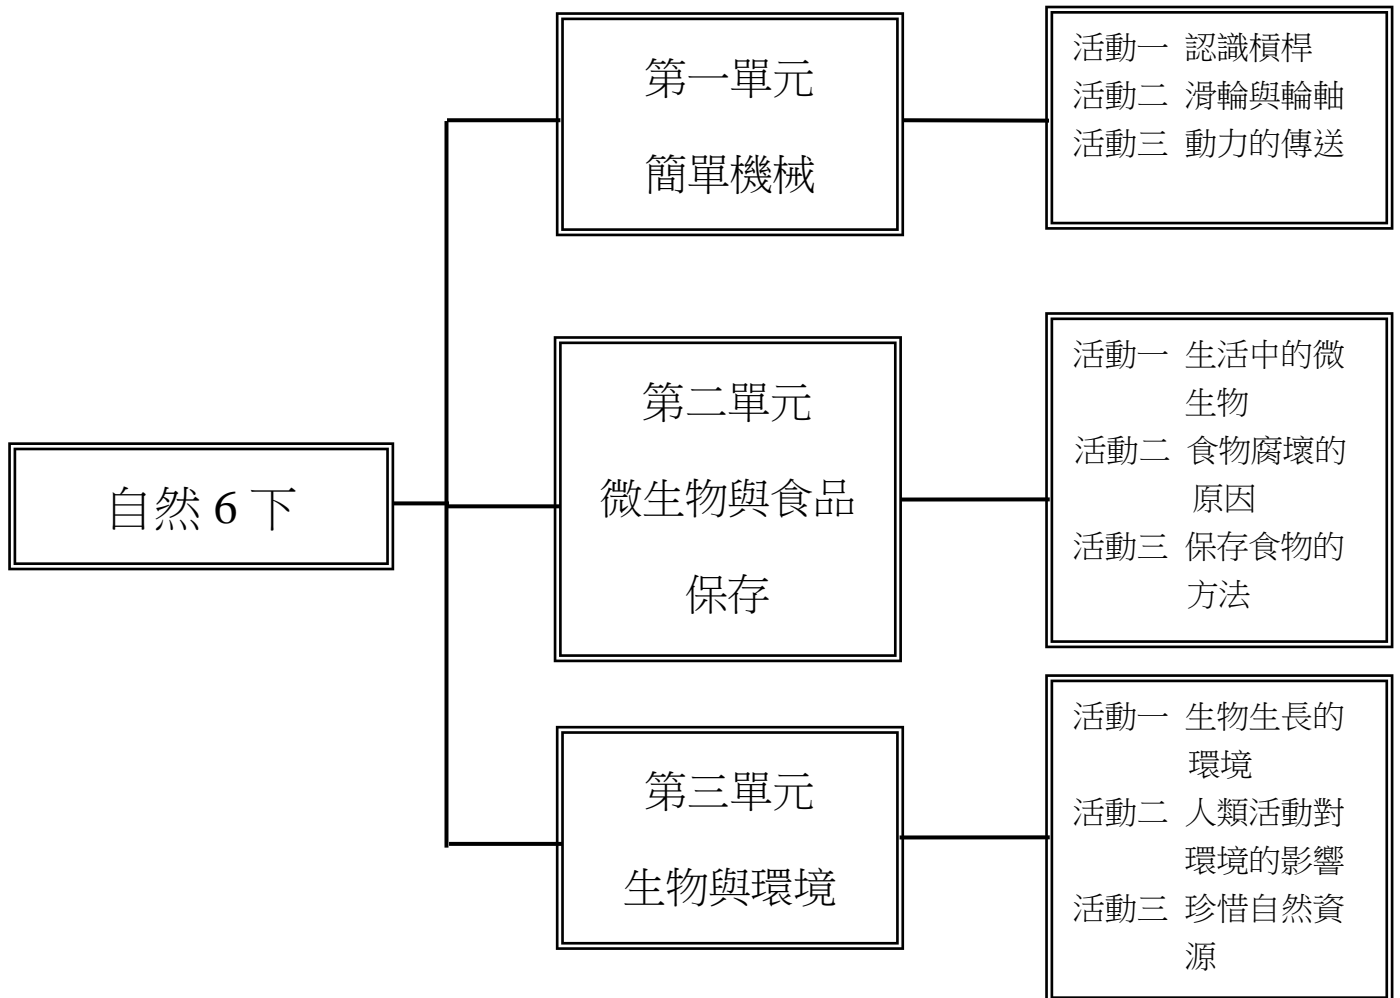 自然 6 下
第一單元
簡單機械
活動一 認識槓桿
活動二 滑輪與輪軸
活動三 動力的傳送
第二單元
微生物與食品
保存
活動一 生活中的微
生物
活動二 食物腐壞的
原因
活動三 保存食物的
方法
第三單元
生物與環境
活動一 生物生長的
環境
活動二 人類活動對
環境的影響
活動三 珍惜自然資
源